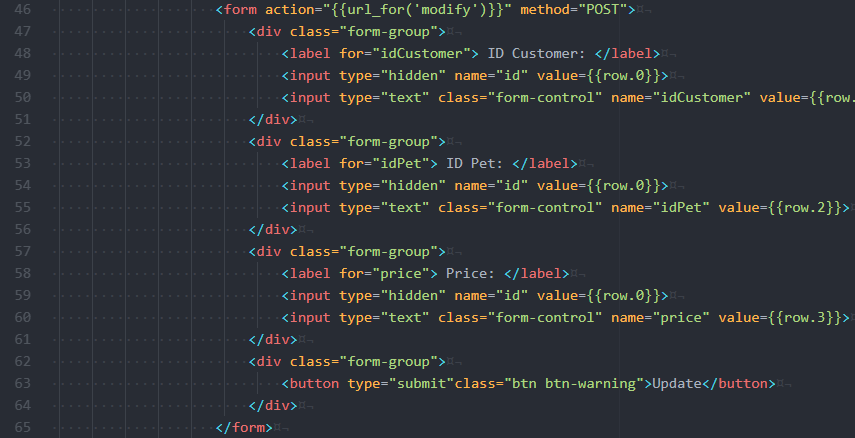 46 <form action="{{url_for('modify')}}" method="POST">
47 <div class="form-group">
48 <label for="idCustomer"> ID Customer: </label>
49 <input type="hidden" name="id" value={{row.0}}>
50 <input type="text" class="form-control" name="idCustomer" value={{row.
51 </div>
52 <div class="form-group">
53 <label for="idPet"> ID Pet: </label>
54 <input type="hidden" name="id" value={{row.0}}>
55 <input type="text" class="form-control" name="idPet" value={{row.2}}>
56 </div>
57 <div class="form-group">
58 <label for="price"> Price: </label>
59 <input type="hidden" name="id" value={{row.0}}>
60 <input type="text" class="form-control" name="price" value={{row.3}}>
61 </div>
62 <div class="form-group">
63 <button type="submit"class="btn btn-warning">Update</button>
64 </div>
65 </form>